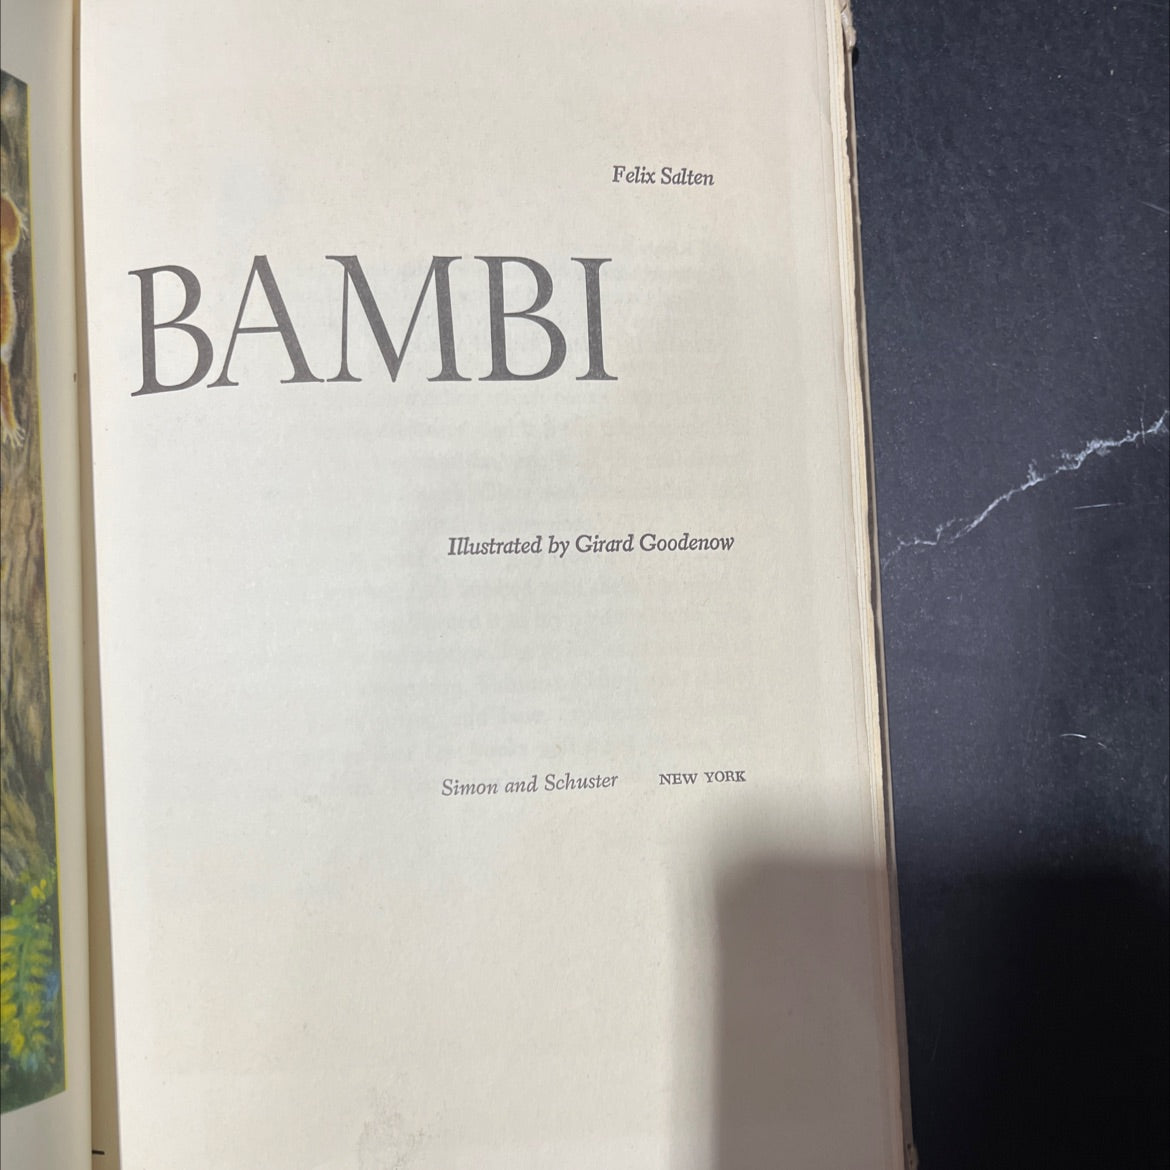 Felix Salten
BAMBI
Illustrated by Girard Goodenow
Simon and Schuster NEW YORK